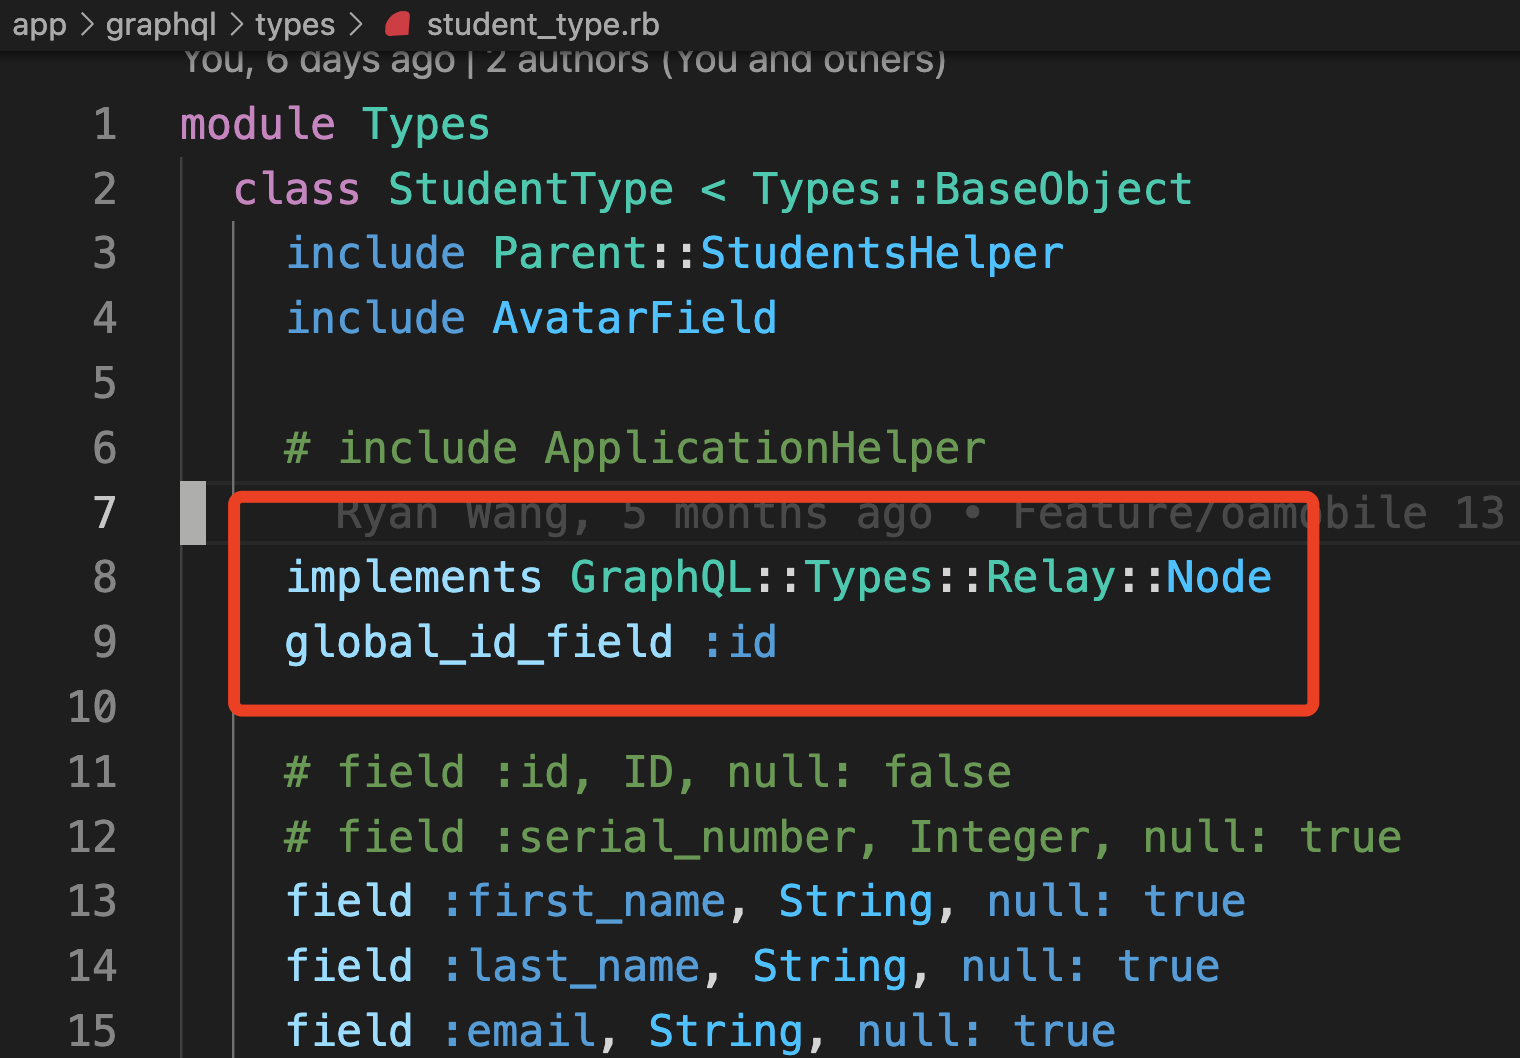 app > graphql > types > student_type.rb
You, 6 days ago | 2 authors (You and others)
1 module Types
2 class StudentType < Types::BaseObject
3 include Parent::StudentsHelper
4 include AvatarField
5
6 # include ApplicationHelper
7 Ryan Wang, 5 months ago • Feature/oamobile 13
8 implements GraphQL::Types::Relay::Node
9 global_id_field :id
10
11 # field :id, ID, null: false
12 # field :serial_number, Integer, null: true
13 field :first_name, String, null: true
14 field :last_name, String, null: true
15 field :email, String, null: true